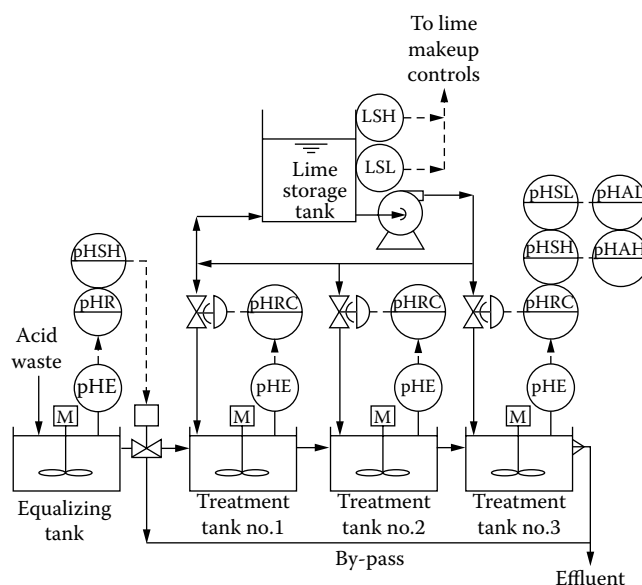 To lime
makeup
controls
LSH
LSL
Lime
storage
tank
pHSL
pHAL
pHSH
pHAH
pHSH
pHR
pHRC
pHRC
pHRC
Acid
waste
pHE
pHE
pHE
pHE
M
M
M
M
Equalizing
tank
Treatment
tank no.1
Treatment
tank no.2
Treatment
tank no.3
By-pass
Effluent